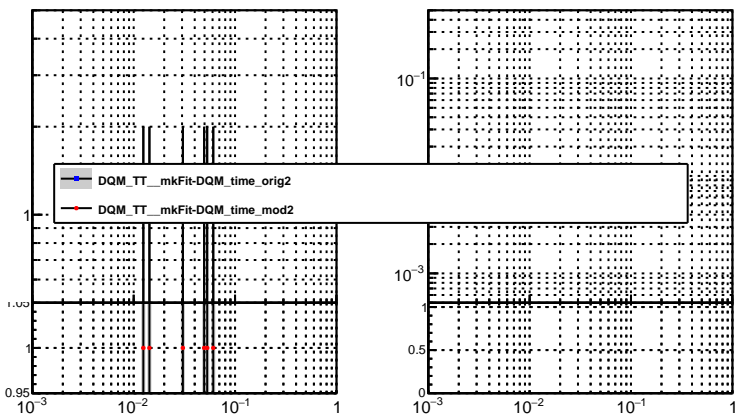 10⁻¹
DQM_TT__mkFit-DQM_time_orig2
DQM_TT__mkFit-DQM_time_mod2
1
10⁻³
1.05
1
1
0.5
0.95
0
10⁻³ 10⁻² 10⁻¹ 1
10⁻³ 10⁻² 10⁻¹ 1